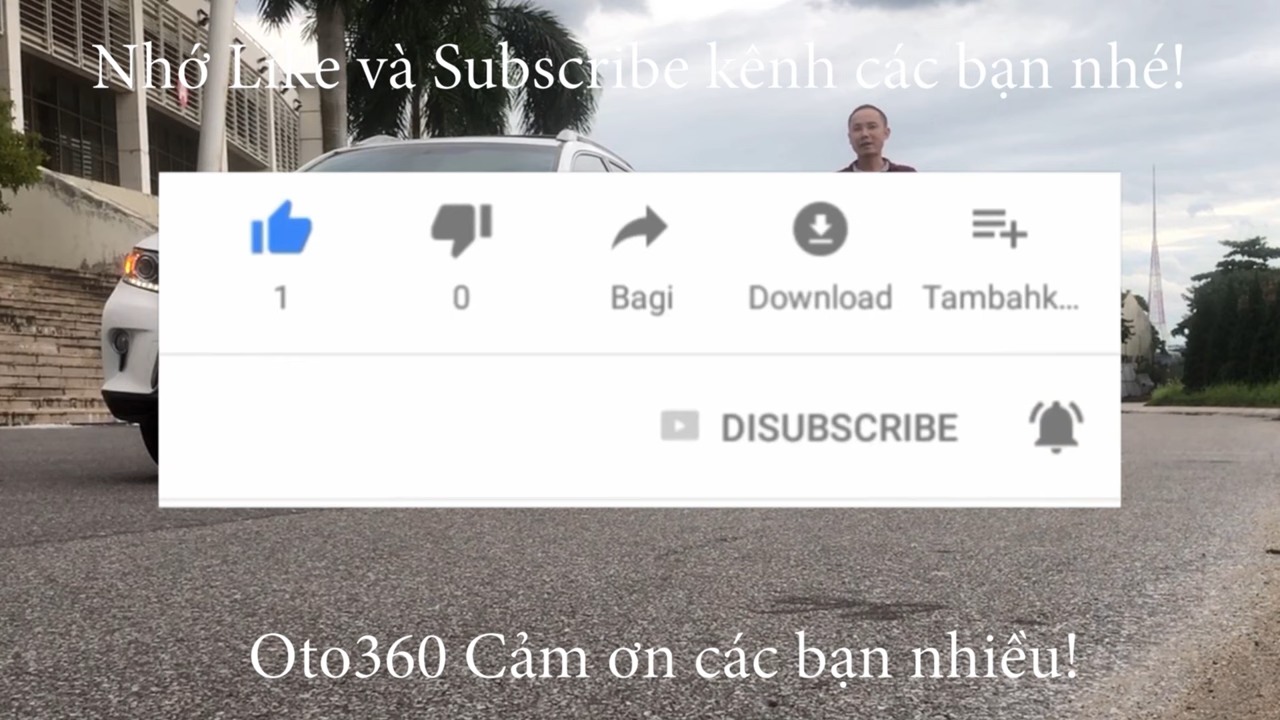 Nhớ Like và Subscribe kênh các bạn nhé!
1 0 Bagi Download Tambahk...
DISUBSCRIBE
Oto360 Cảm ơn các bạn nhiều!